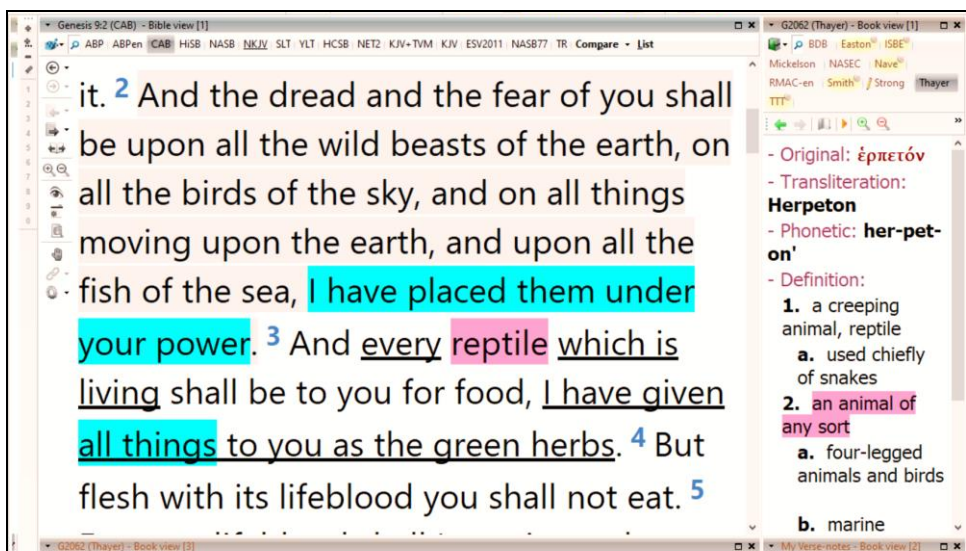 Genesis 9:2 (CAB) - Bible view [1]
ABP ABPen CAB HiSB NASB NKJV SLT YLT HCSB NET2 KJV+TVM KJV ESV2011 NASB77 TR Compare List
it. 2 And the dread and the fear of you shall
be upon all the wild beasts of the earth, on
all the birds of the sky, and on all things
moving upon the earth, and upon all the
fish of the sea, I have placed them under
your power. 3 And every reptile which is
living shall be to you for food, I have given
all things to you as the green herbs. 4 But
flesh with its lifeblood you shall not eat. 5
G2062 (Thayer) - Book view [3]
G2062 (Thayer) - Book view [1]
BDB Easton ISBE
Mickelson NASEC Nave
RMAC-en Smith Strong Thayer
TTT
- Original: ἑρπετόν
- Transliteration:
Herpeton
- Phonetic: her-pet-
on'
- Definition:
1. a creeping
animal, reptile
a. used chiefly
of snakes
2. an animal of
any sort
a. four-legged
animals and birds
b. marine
My Verse-notes - Book view [2]